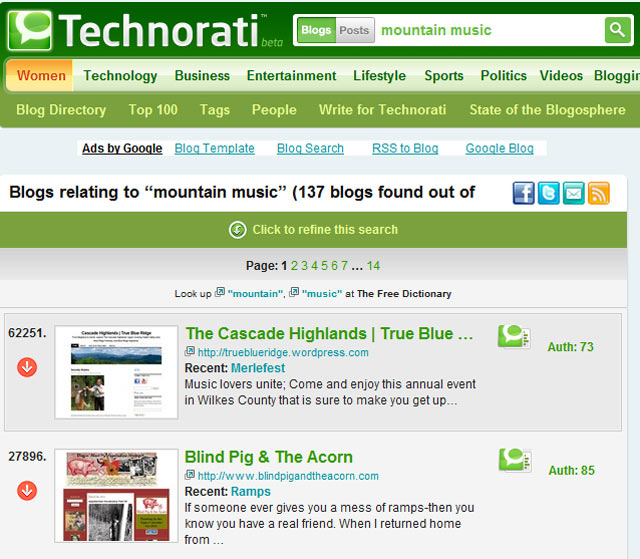 Technorati™
beta
Blogs Posts mountain music
Women Technology Business Entertainment Lifestyle Sports Politics Videos Bloggin
Blog Directory Top 100 Tags People Write for Technorati State of the Blogosphere
Ads by Google Blog Template Blog Search RSS to Blog Google Blog
Blogs relating to “mountain music” (137 blogs found out of
Click to refine this search
Page: 1 2 3 4 5 6 7 ... 14
Look up "mountain", "music" at The Free Dictionary
62251.
Cascade Highlands | True Blue Ridge
The Cascade Highlands | True Blue ...
http://trueblueridge.wordpress.com
Recent: Merlefest
Music lovers unite; Come and enjoy this annual event
in Wilkes County that is sure to make you get up...
Auth: 73
27896.
Blind Pig & The Acorn
http://www.blindpigandtheacorn.com
Recent: Ramps
If someone ever gives you a mess of ramps-then you
know you have a real friend. When I returned home
from ...
Auth: 85